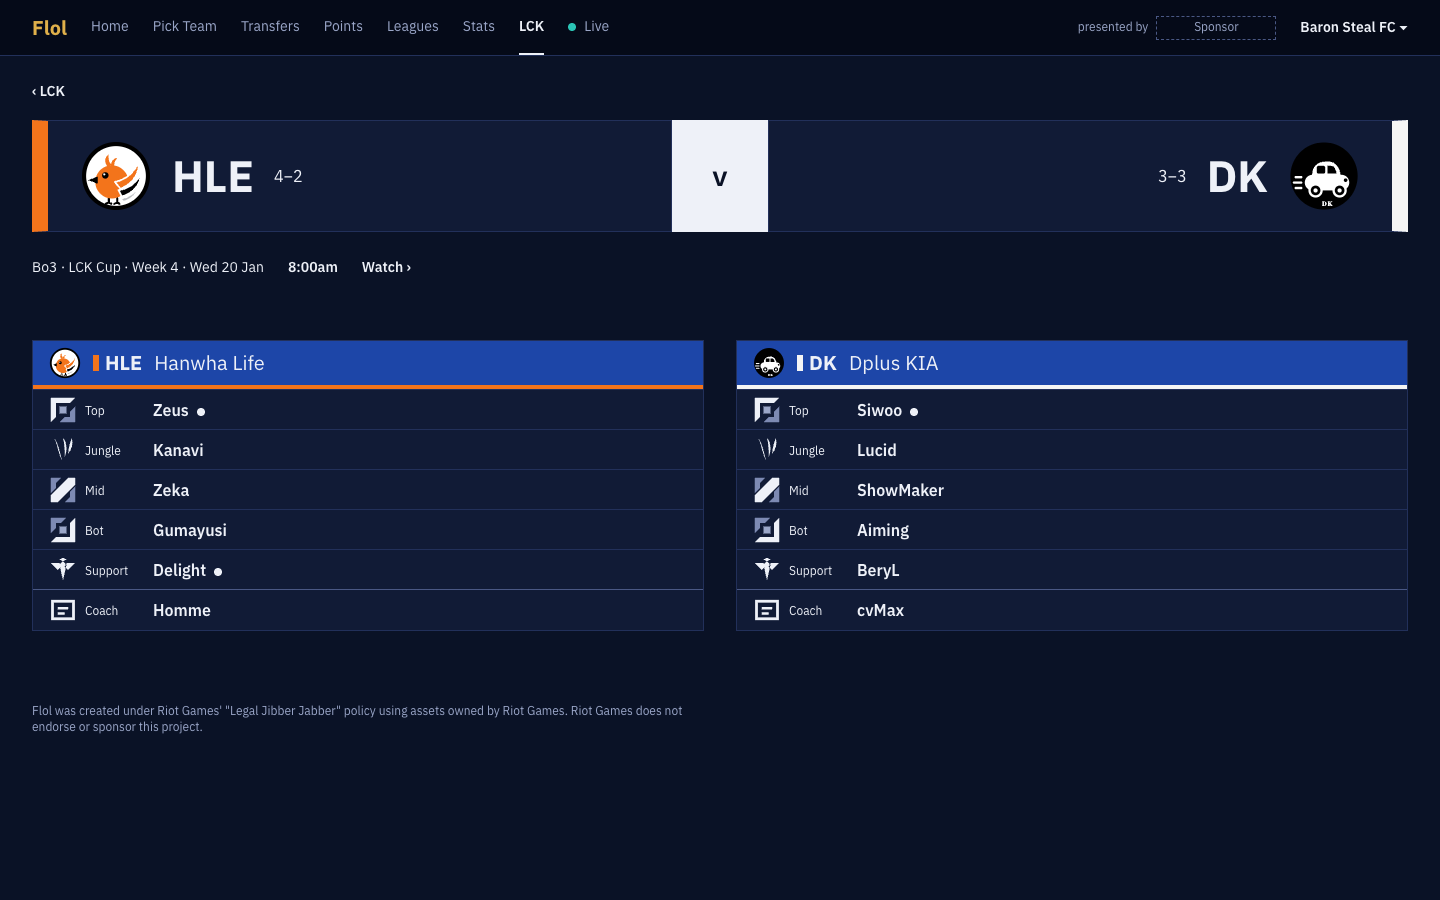 Flol Home Pick Team Transfers Points Leagues Stats LCK Live presented by Sponsor Baron Steal FC
‹ LCK
HLE 4–2 v 3–3 DK
DK
Bo3 · LCK Cup · Week 4 · Wed 20 Jan 8:00am Watch ›
HLE Hanwha Life
Top Zeus
Jungle Kanavi
Mid Zeka
Bot Gumayusi
Support Delight
Coach Homme
DK Dplus KIA
Top Siwoo
Jungle Lucid
Mid ShowMaker
Bot Aiming
Support BeryL
Coach cvMax
Flol was created under Riot Games' "Legal Jibber Jabber" policy using assets owned by Riot Games. Riot Games does not
endorse or sponsor this project.